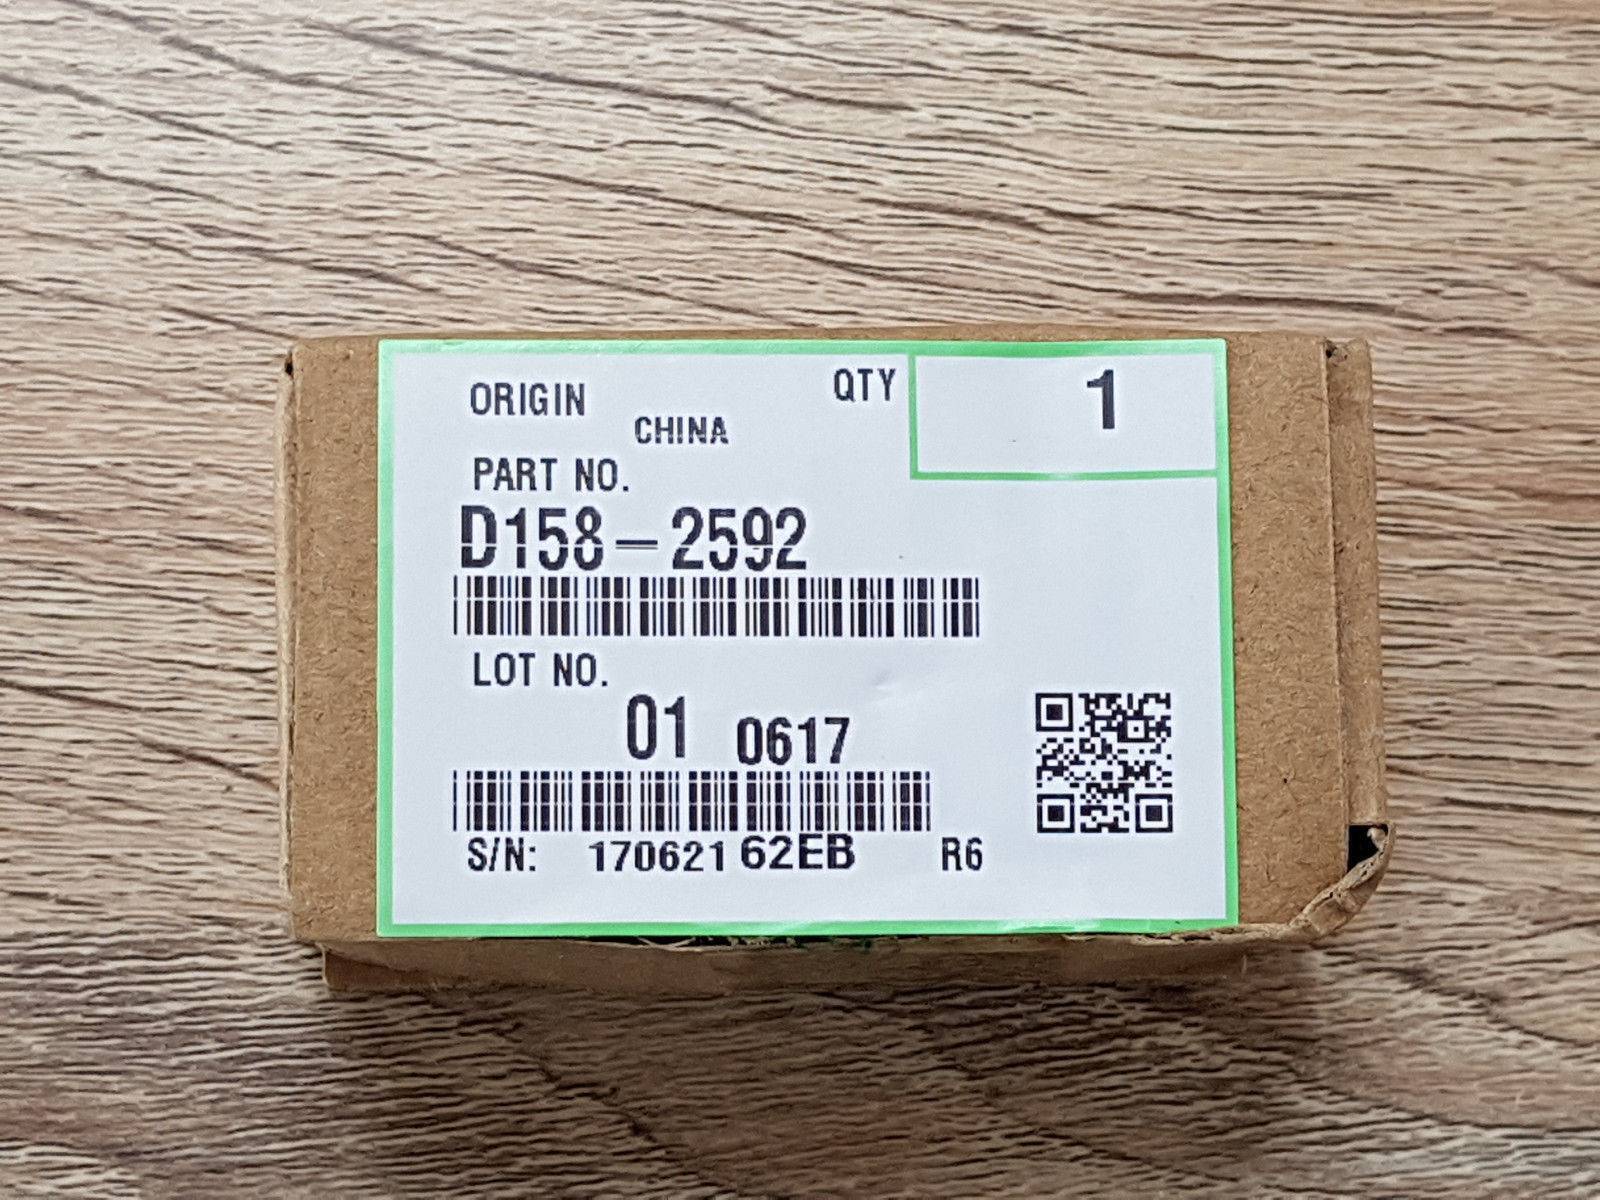 ORIGIN QTY 1
CHINA
PART NO.
D158-2592
LOT NO.
01 0617
S/N: 170621 62EB R6